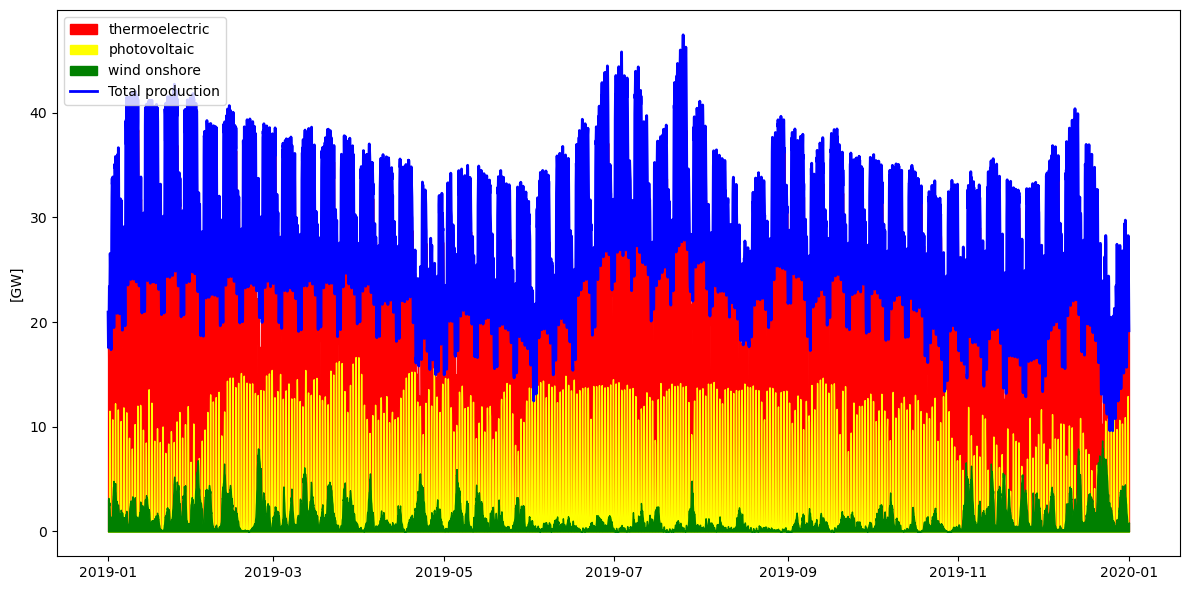 thermoelectric
photovoltaic
wind onshore
Total production
[GW]
40
30
20
10
0
2019-01 2019-03 2019-05 2019-07 2019-09 2019-11 2020-01